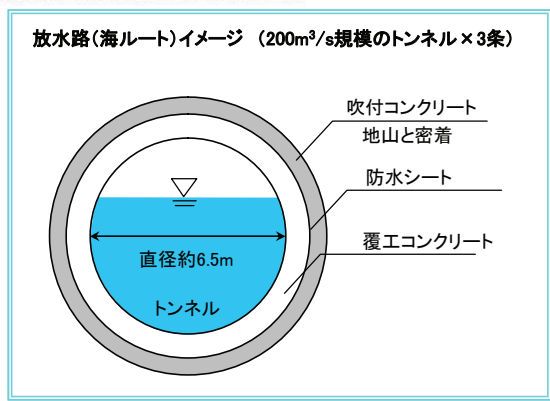 放水路(海ルート)イメージ (200m³/s規模のトンネル×3条)
吹付コンクリート
地山と密着
防水シート
覆工コンクリート
直径約6.5m
トンネル